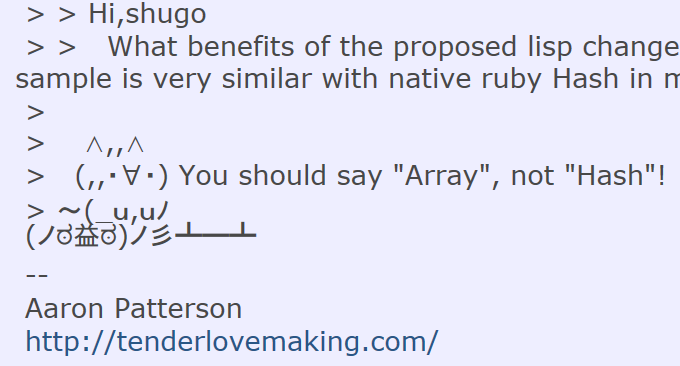 > > Hi,shugo
> > What benefits of the proposed lisp change
sample is very similar with native ruby Hash in m
>
> ∧,,∧
> (,,･∀･) You should say "Array", not "Hash"!
> ～(_u,uﾉ
(ノಠ益ಠ)ノ彡┻━┻
--
Aaron Patterson
http://tenderlovemaking.com/